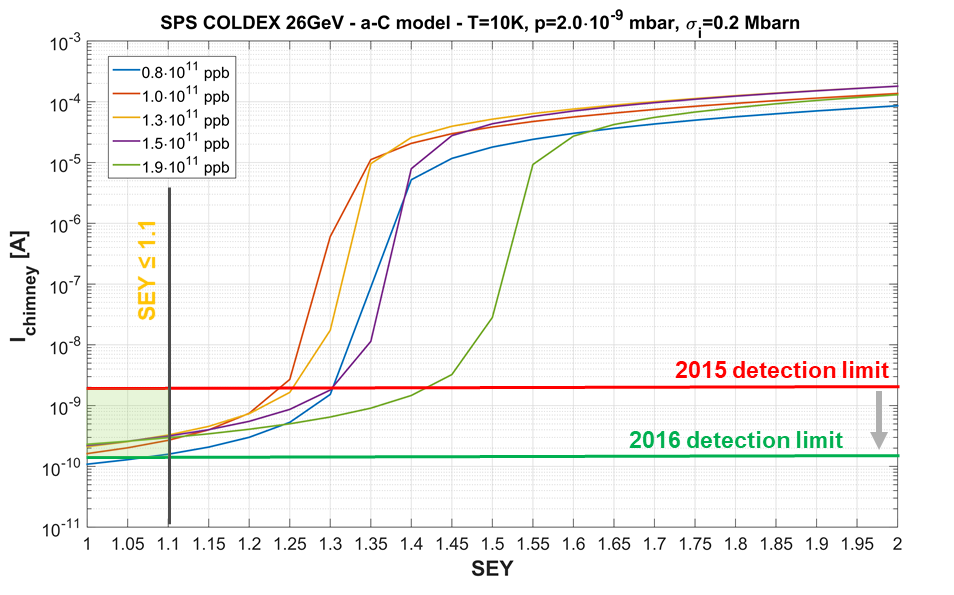 SPS COLDEX 26GeV - a-C model - T=10K, p=2.0·10⁻⁹ mbar, σᵢ=0.2 Mbarn
0.8·10¹¹ ppb
1.0·10¹¹ ppb
1.3·10¹¹ ppb
1.5·10¹¹ ppb
1.9·10¹¹ ppb
10⁻³
10⁻⁴
10⁻⁵
10⁻⁶
10⁻⁷
10⁻⁸
10⁻⁹
10⁻¹⁰
10⁻¹¹
I chimney [A]
SEY ≤ 1.1
2015 detection limit
2016 detection limit
1 1.05 1.1 1.15 1.2 1.25 1.3 1.35 1.4 1.45 1.5 1.55 1.6 1.65 1.7 1.75 1.8 1.85 1.9 1.95 2
SEY